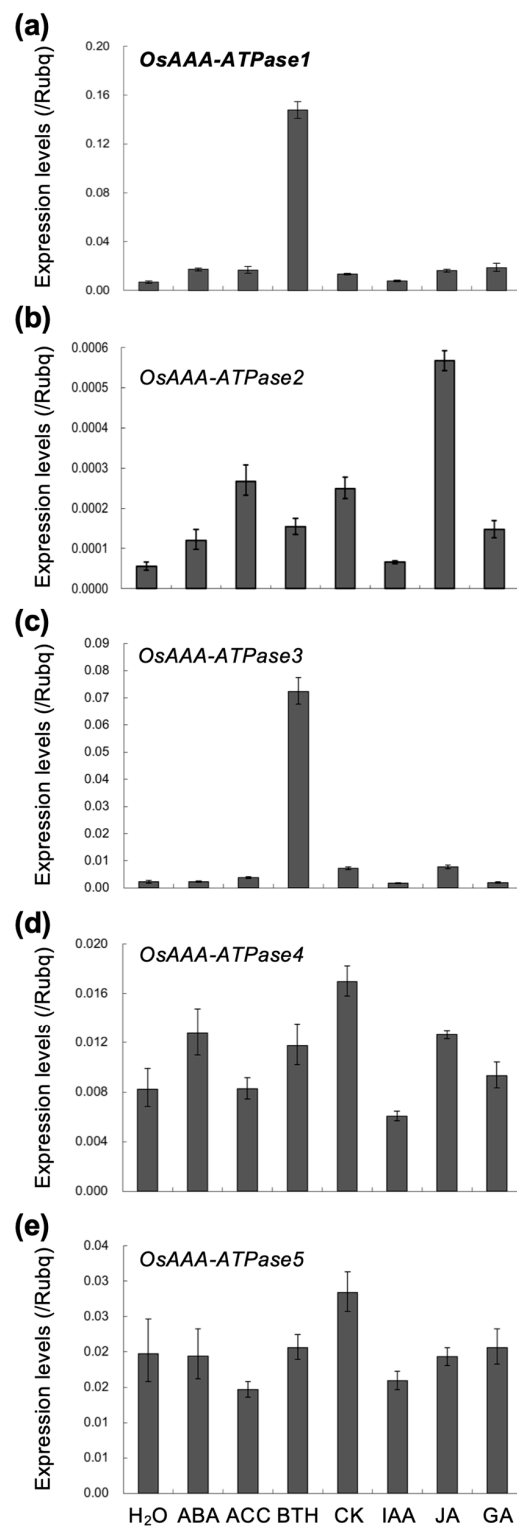 (a)
OsAAA-ATPase1
Expression levels (/Rubq)
0.20
0.16
0.12
0.08
0.04
0.00
(b)
OsAAA-ATPase2
Expression levels (/Rubq)
0.0006
0.0005
0.0004
0.0003
0.0002
0.0001
0.0000
(c)
OsAAA-ATPase3
Expression levels (/Rubq)
0.09
0.08
0.07
0.06
0.05
0.04
0.03
0.02
0.01
0.00
(d)
OsAAA-ATPase4
Expression levels (/Rubq)
0.020
0.016
0.012
0.008
0.004
0.000
(e)
OsAAA-ATPase5
Expression levels (/Rubq)
0.04
0.03
0.03
0.02
0.02
0.01
0.01
0.00
H₂O ABA ACC BTH CK IAA JA GA